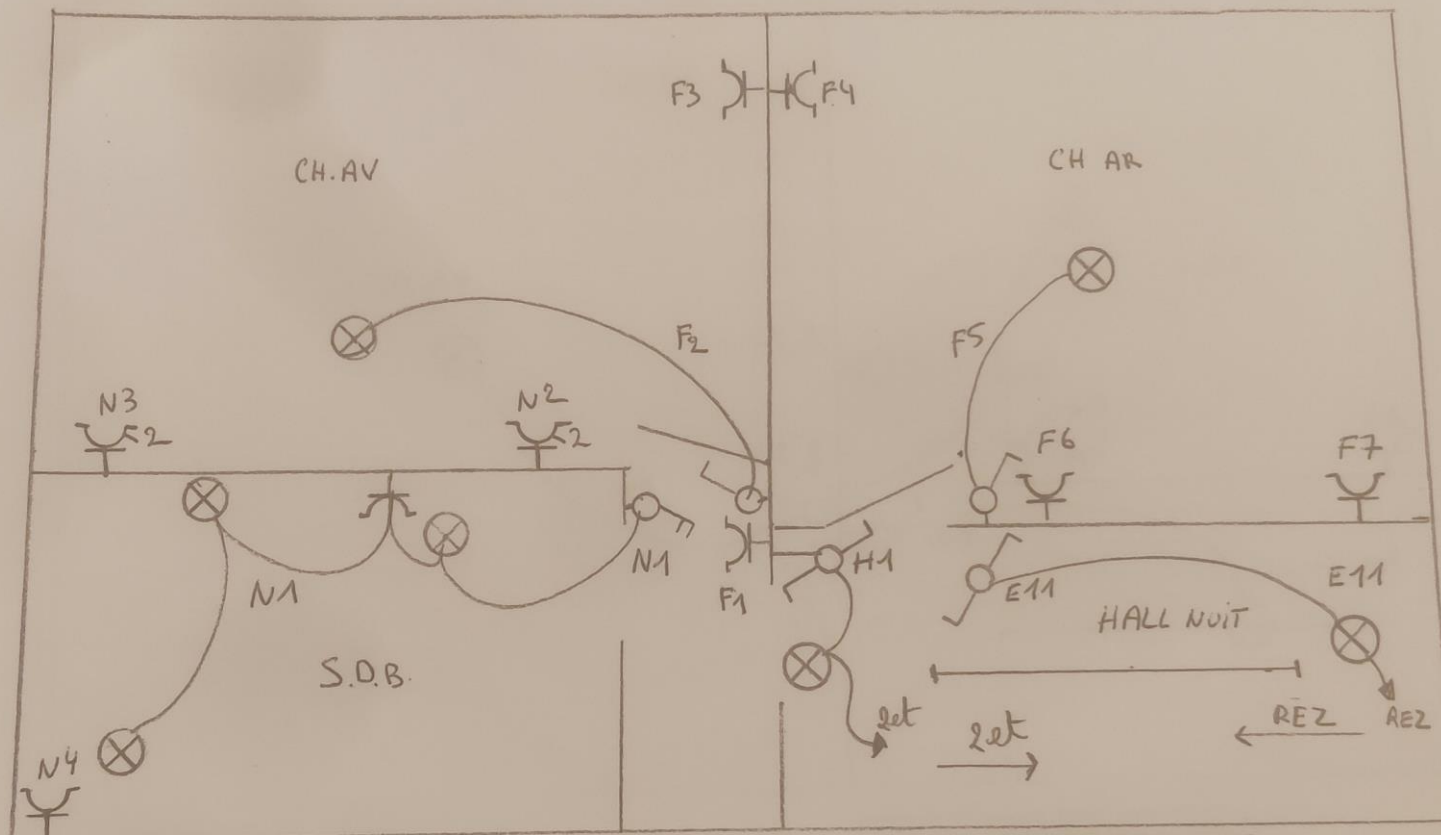 F3
F4
CH.AV
CH AR
F2
F5
N3
2
N2
2
F6
F7
N1
N1
F1
H1
E11
E11
HALL NUIT
S.D.B.
2et
2et
REZ
REZ
N4